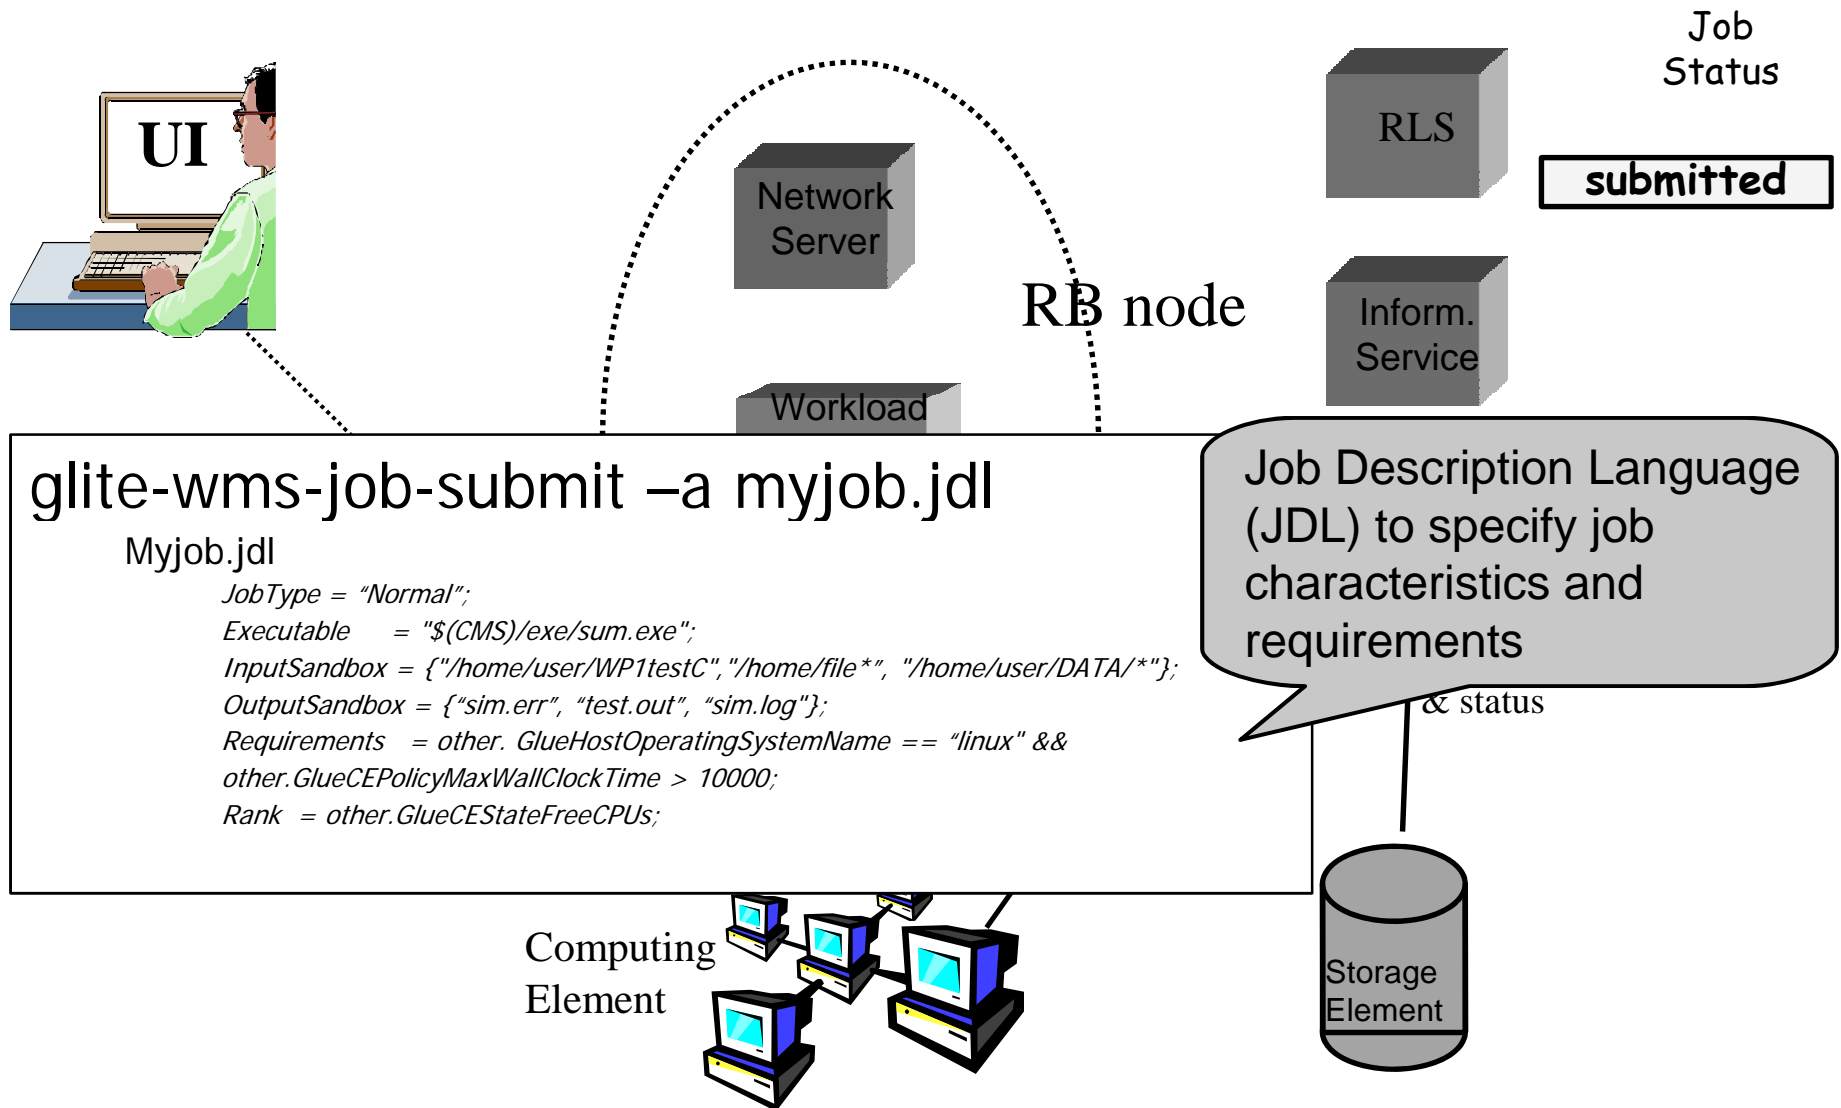 Job
Status
UI
RLS
submitted
Network
Server
RB node
Inform.
Service
Workload
glite-wms-job-submit –a myjob.jdl
Myjob.jdl
JobType = “Normal”;
Executable = "$(CMS)/exe/sum.exe";
InputSandbox = {"/home/user/WP1testC","/home/file*”, "/home/user/DATA/*"};
OutputSandbox = {“sim.err”, “test.out”, “sim.log"};
Requirements = other. GlueHostOperatingSystemName == “linux" &&
other.GlueCEPolicyMaxWallClockTime > 10000;
Rank = other.GlueCEStateFreeCPUs;
Job Description Language
(JDL) to specify job
characteristics and
requirements
& status
Computing
Element
Storage
Element